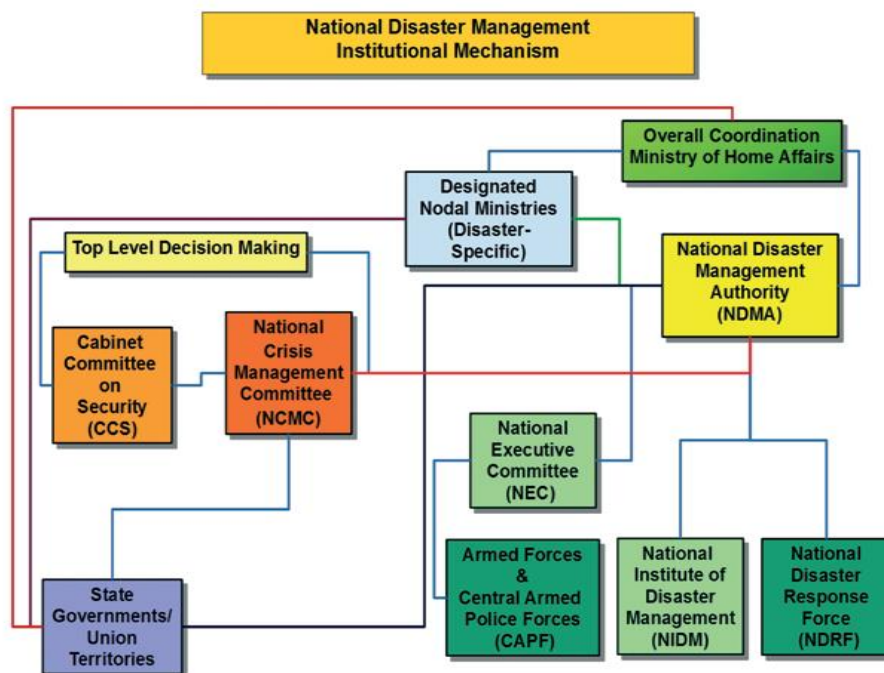 National Disaster Management
Institutional Mechanism
Overall Coordination
Ministry of Home Affairs
Designated
Nodal Ministries
(Disaster-
Specific)
Top Level Decision Making
National Disaster
Management
Authority
(NDMA)
Cabinet
Committee
on
Security
(CCS)
National
Crisis
Management
Committee
(NCMC)
National
Executive
Committee
(NEC)
State
Governments/
Union
Territories
Armed Forces
&
Central Armed
Police Forces
(CAPF)
National
Institute of
Disaster
Management
(NIDM)
National
Disaster
Response
Force
(NDRF)